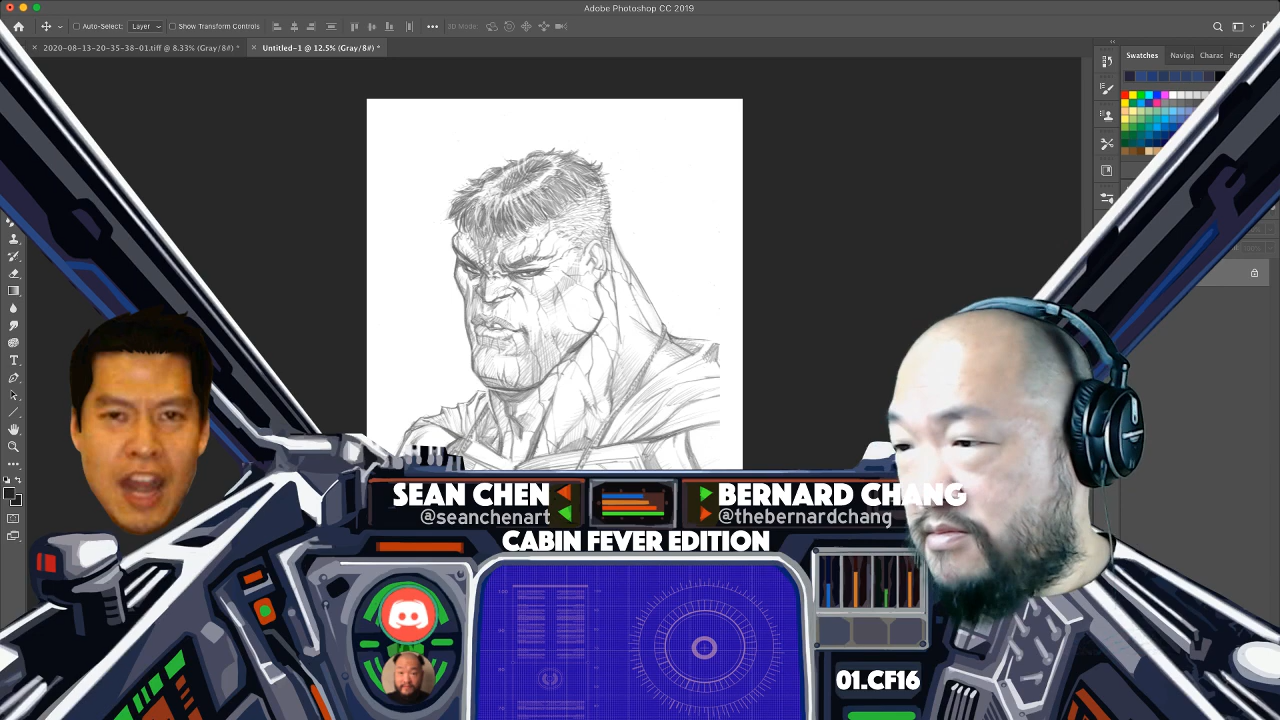 Adobe Photoshop CC 2019
Auto-Select: Layer Show Transform Controls 3D Mode:
2020-08-13-20-35-38-01.tiff @ 8.33% (Gray/8#) * Untitled-1 @ 12.5% (Gray/8#) *
Swatches Naviga Charac Par
SEAN CHEN
@seanchenart
BERNARD CHANG
@thebernardchang
CABIN FEVER EDITION
01.CF16